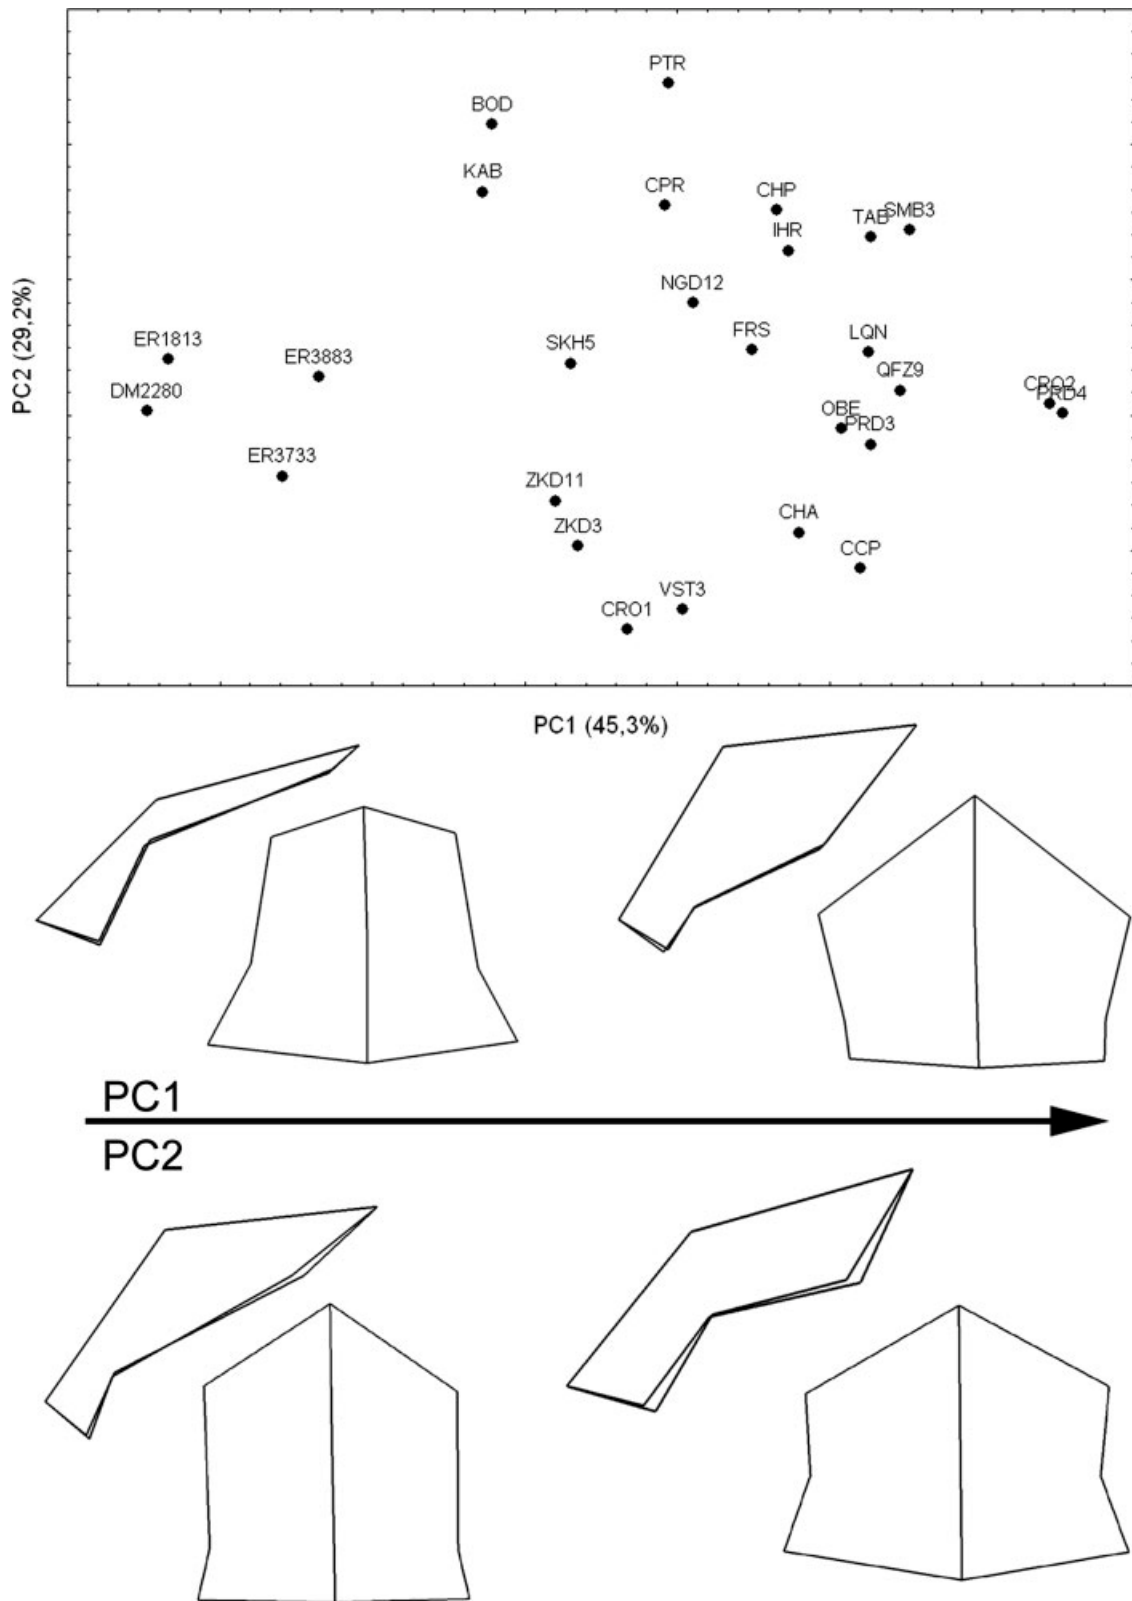 PTR
BOD
KAB
CPR
CHP
SMB3
TAB
IHR
NGD12
FRS
LQN
ER1813
ER3883
SKH5
QFZ9
DM2280
CRO2
PRD4
OBE
PRD3
ER3733
ZKD11
ZKD3
CHA
CCP
VST3
CRO1
PC2 (29,2%)
PC1 (45,3%)
PC1
PC2